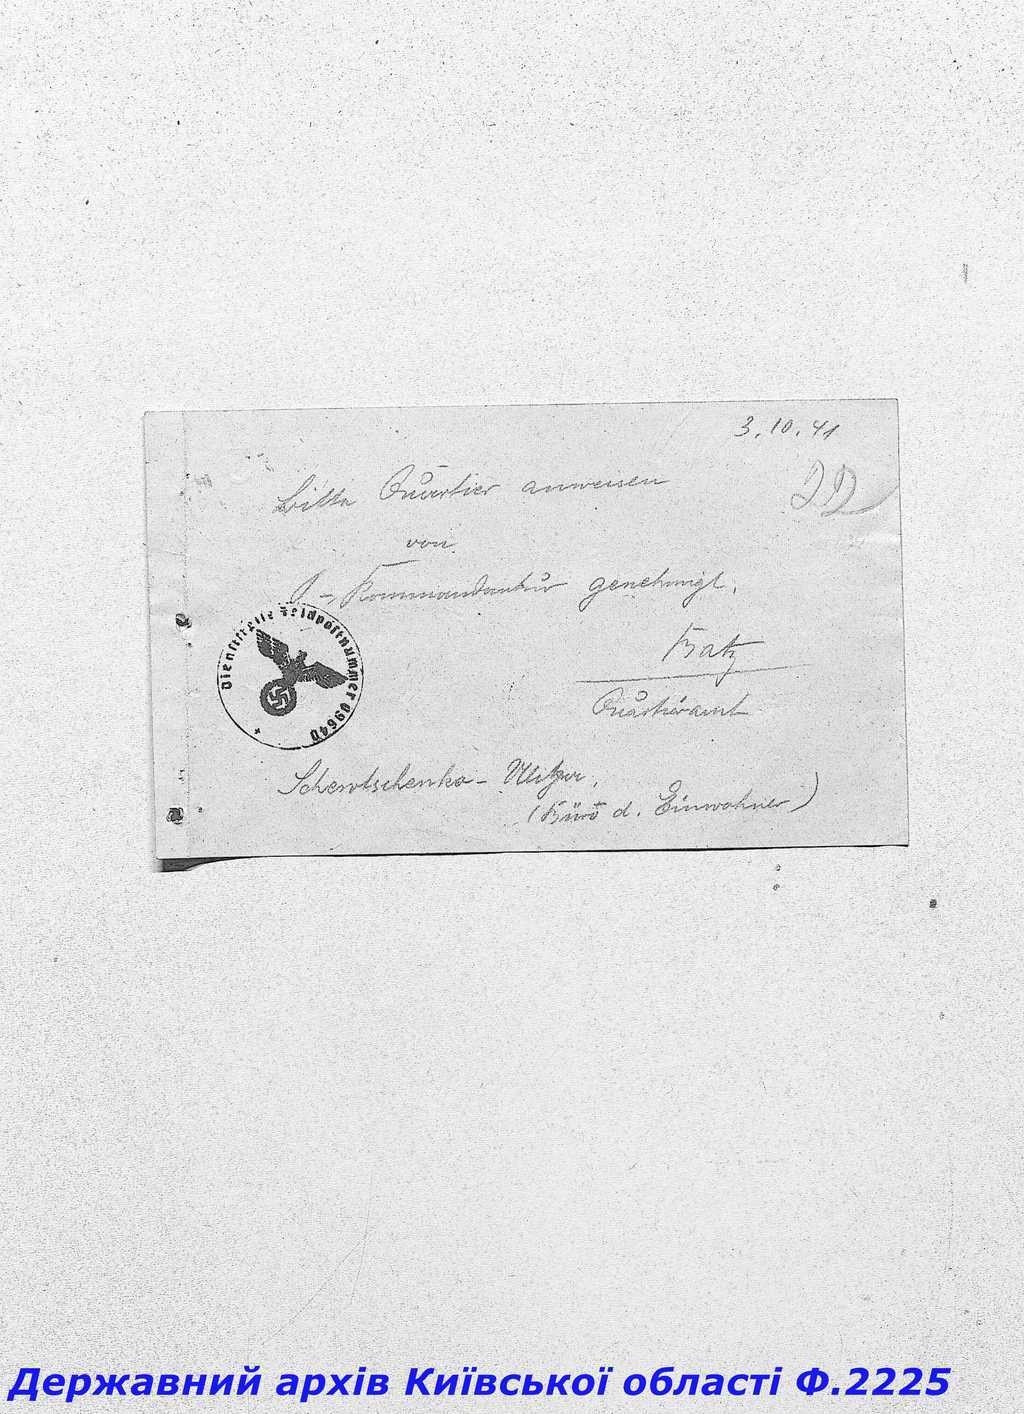 3.10.41
22
Bitte Quartier anweisen
von
Kommandantur genehmigt.
Quartieramt
Dienststelle Feldpostnummer 09640
Schewtschenko - Ulitza,
(Büro d. Einwohner)
Державний архів Київської області Ф.2225